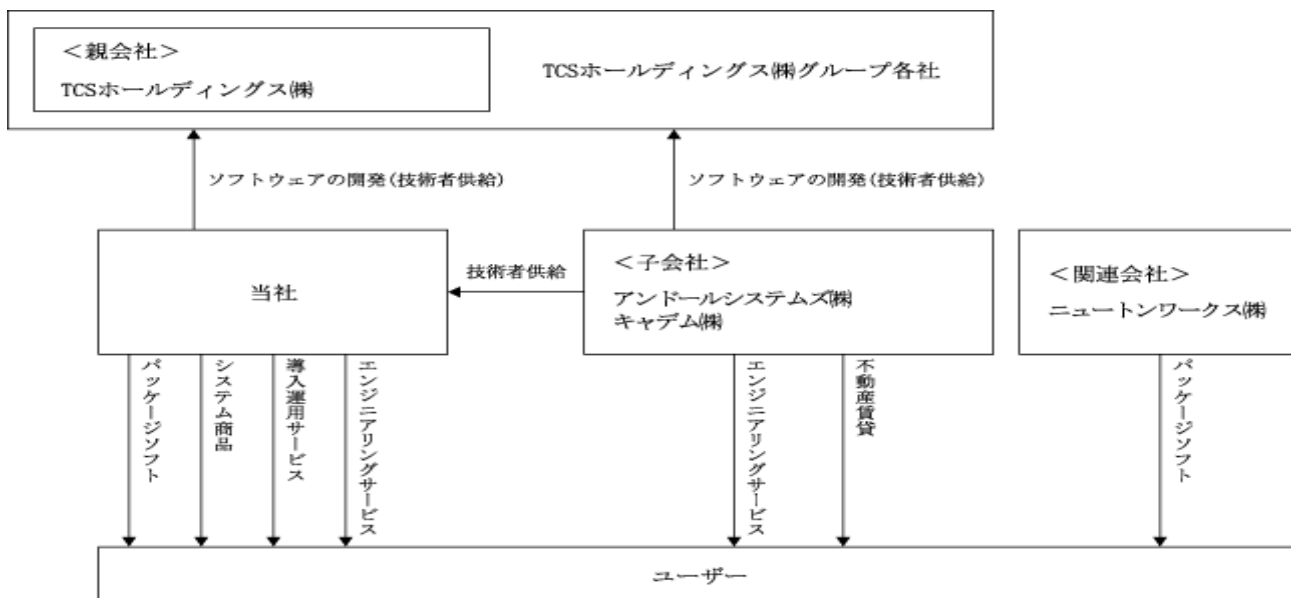 <親会社>
TCSホールディングス㈱
TCSホールディングス㈱グループ各社
ソフトウェアの開発(技術者供給)
ソフトウェアの開発(技術者供給)
当社
技術者供給
<子会社>
アンドールシステムズ㈱
キャデム㈱
<関連会社>
ニュートンワークス㈱
パッケージソフト
システム商品
導入運用サービス
エンジニアリングサービス
エンジニアリングサービス
不動産賃貸
パッケージソフト
ユーザー